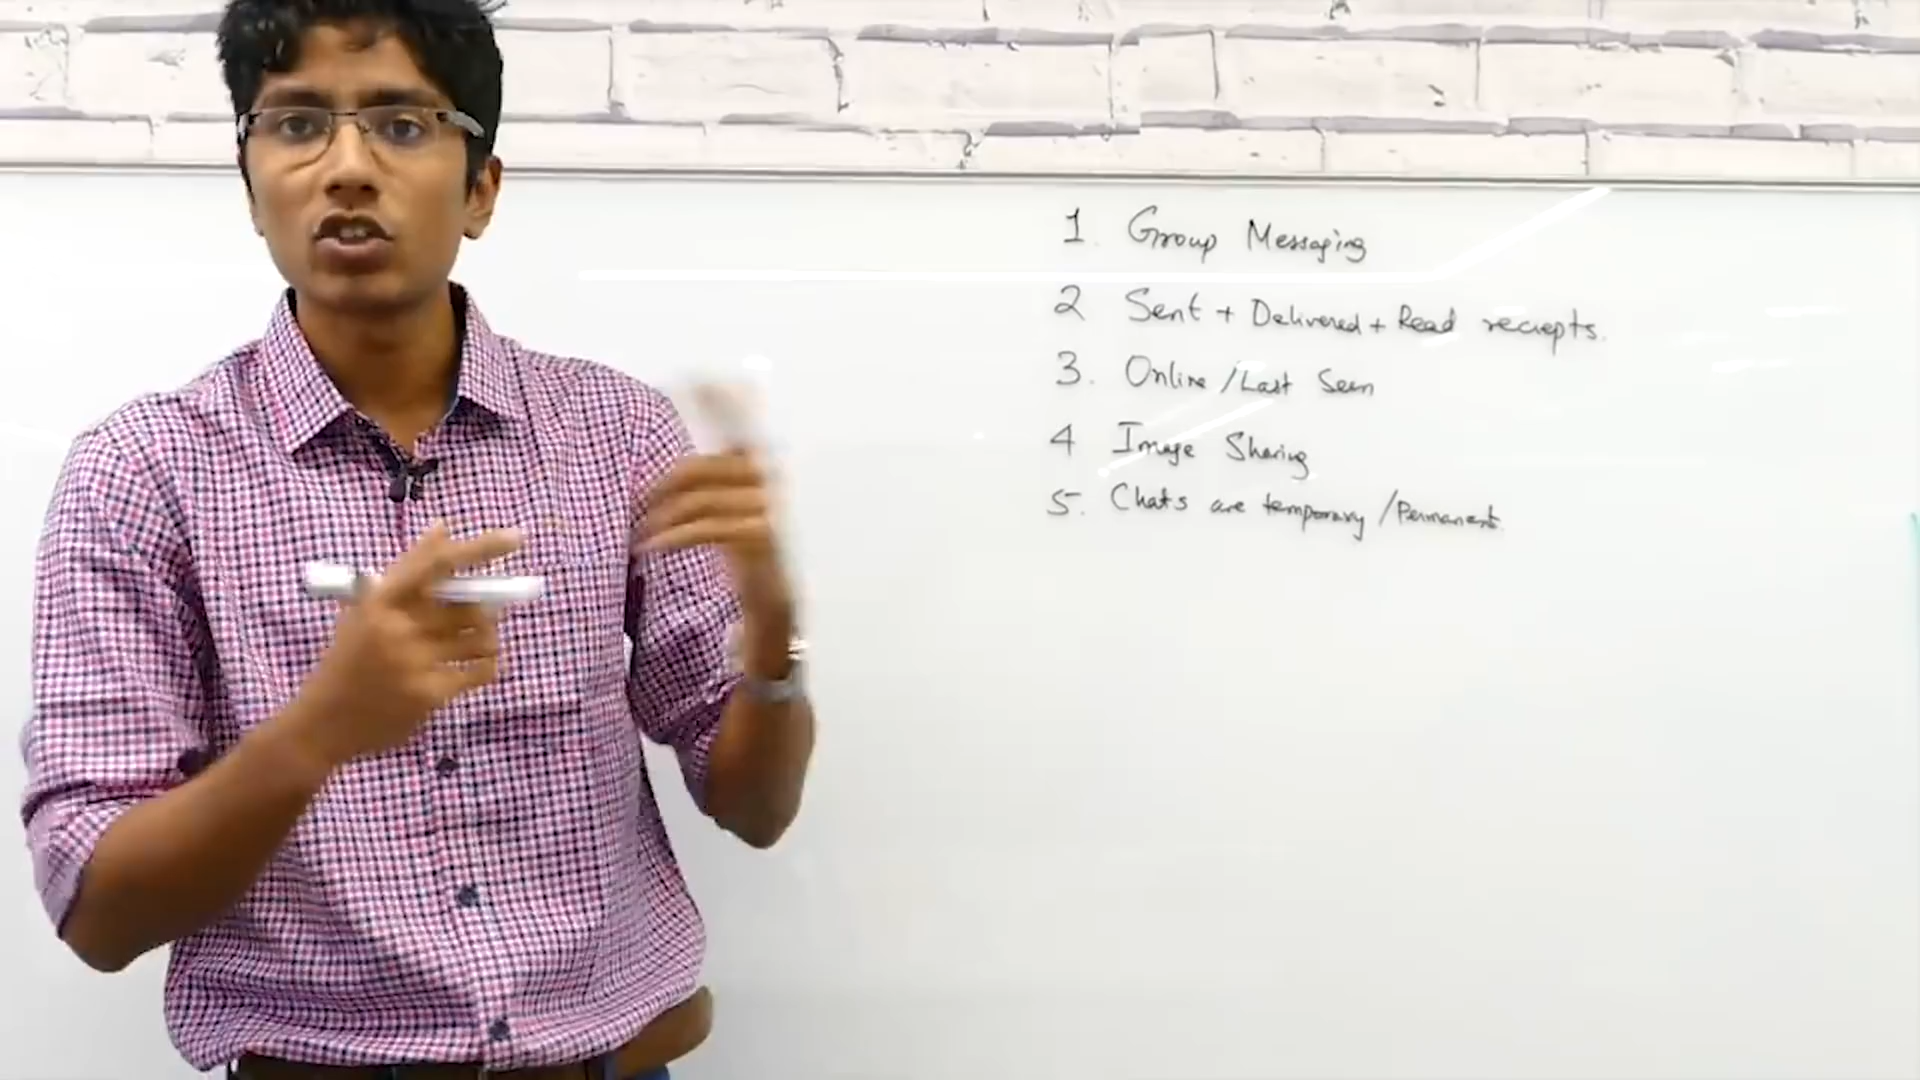 1. Group Messaging
2 Sent + Delivered + Read reciepts.
3. Online / Last Seen
4 Image Sharing
5. Chats are temporary / Permanent.